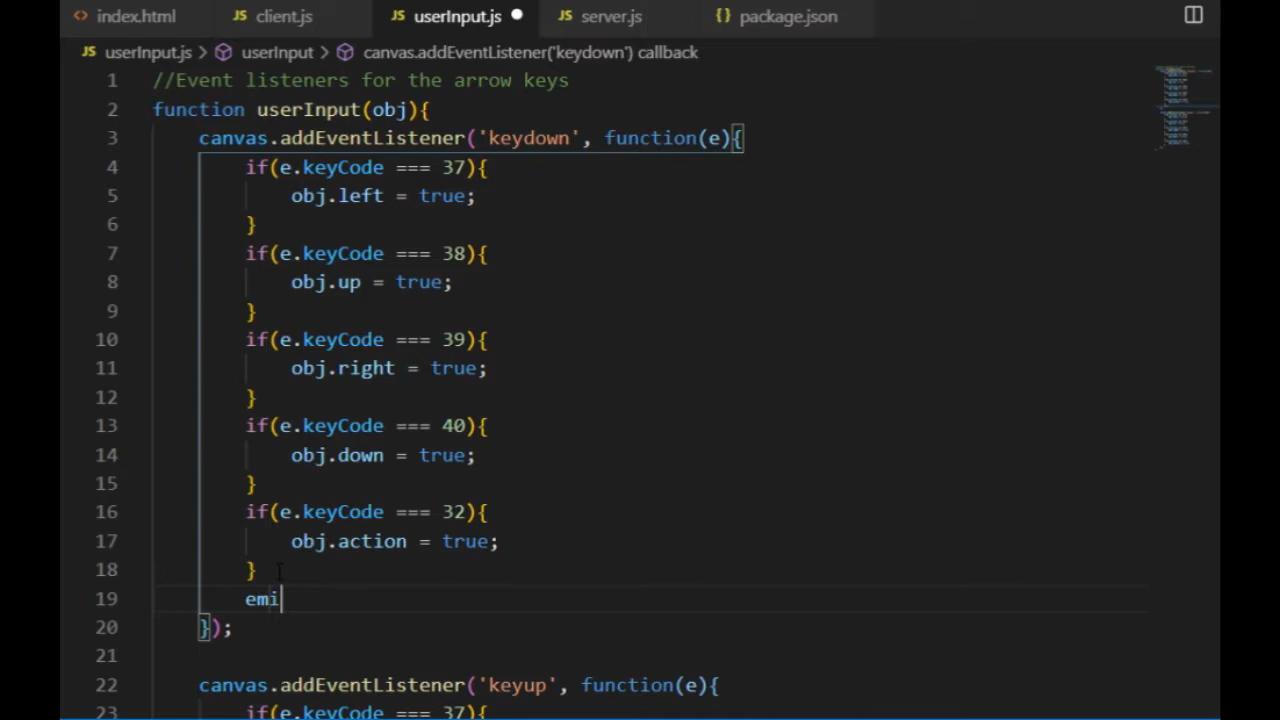 index.html client.js userInput.js server.js package.json
userInput.js > userInput > canvas.addEventListener('keydown') callback
1 //Event listeners for the arrow keys
2 function userInput(obj){
3 canvas.addEventListener('keydown', function(e){
4 if(e.keyCode === 37){
5 obj.left = true;
6 }
7 if(e.keyCode === 38){
8 obj.up = true;
9 }
10 if(e.keyCode === 39){
11 obj.right = true;
12 }
13 if(e.keyCode === 40){
14 obj.down = true;
15 }
16 if(e.keyCode === 32){
17 obj.action = true;
18 }
19 emi
20 });
21
22 canvas.addEventListener('keyup', function(e){
23 if(e.keyCode === 37){